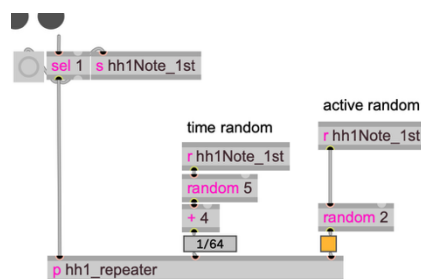 sel 1
s hh1Note_1st
active random
time random
r hh1Note_1st
r hh1Note_1st
random 5
+ 4
random 2
1/64
p hh1_repeater